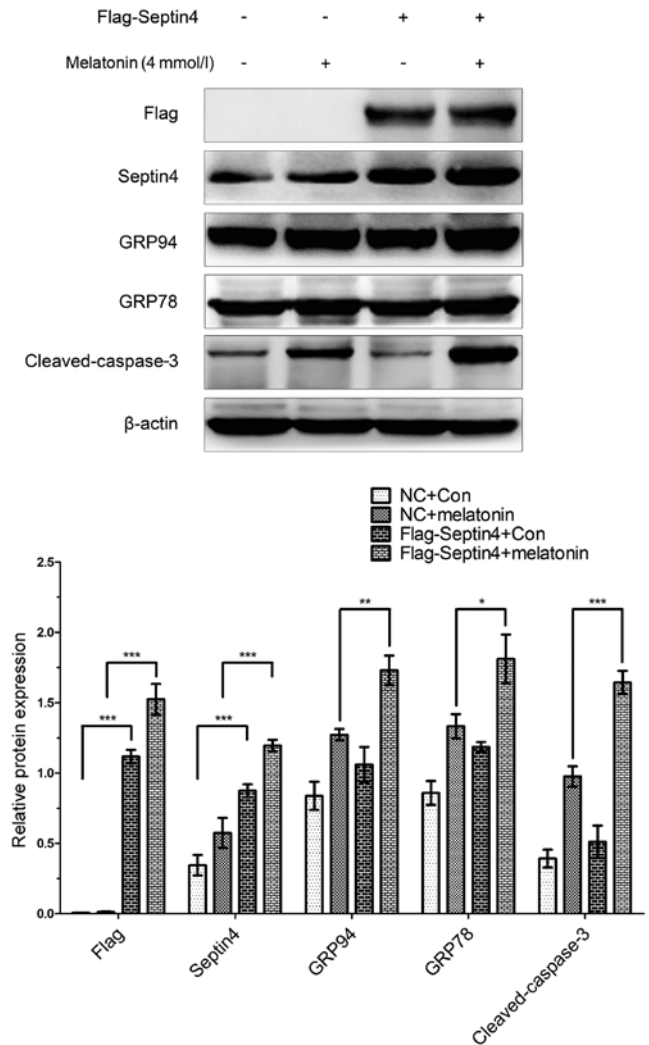 Flag-Septin4 - - + +
Melatonin (4 mmol/l) - + - +
Flag
Septin4
GRP94
GRP78
Cleaved-caspase-3
β-actin
NC+Con
NC+melatonin
Flag-Septin4+Con
Flag-Septin4+melatonin
Relative protein expression
2.5
2.0
1.5
1.0
0.5
0.0
*** *** *** *** ** * ***
Flag
Septin4
GRP94
GRP78
Cleaved-caspase-3